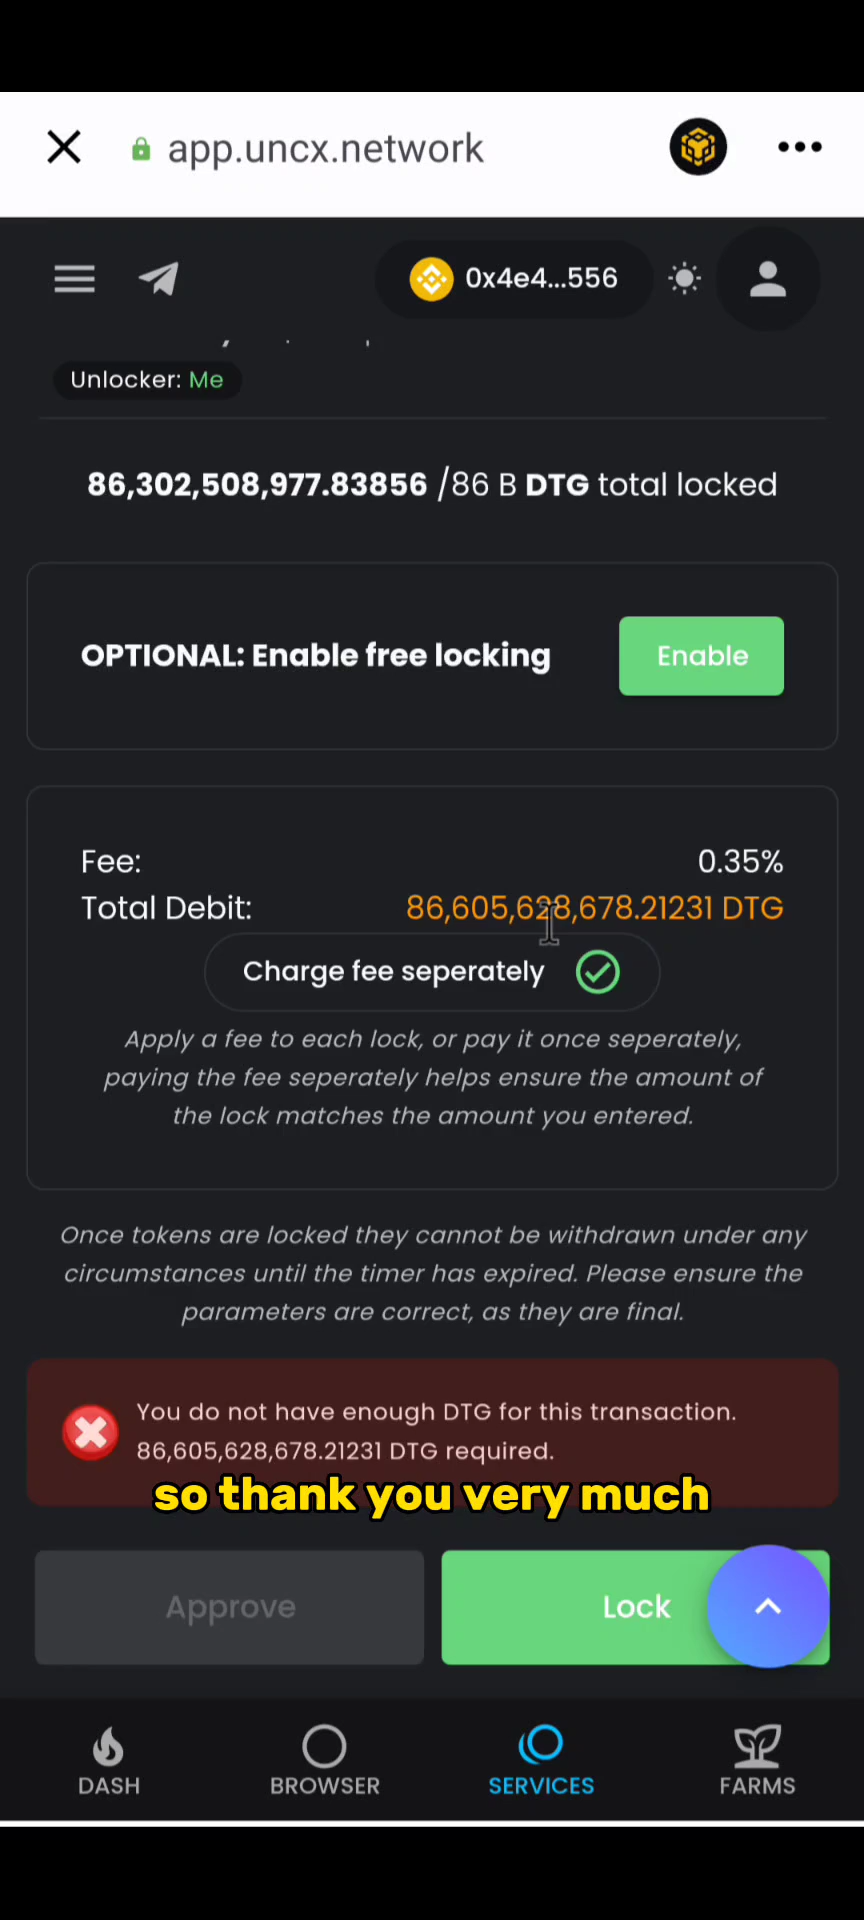 app.uncx.network
0x4e4...556
Unlocker: Me
86,302,508,977.83856 /86 B DTG total locked
OPTIONAL: Enable free locking
Enable
Fee: 0.35%
Total Debit: 86,605,628,678.21231 DTG
Charge fee seperately
Apply a fee to each lock, or pay it once seperately,
paying the fee seperately helps ensure the amount of
the lock matches the amount you entered.
Once tokens are locked they cannot be withdrawn under any
circumstances until the timer has expired. Please ensure the
parameters are correct, as they are final.
You do not have enough DTG for this transaction.
86,605,628,678.21231 DTG required.
so thank you very much
Approve
Lock
DASH
BROWSER
SERVICES
FARMS